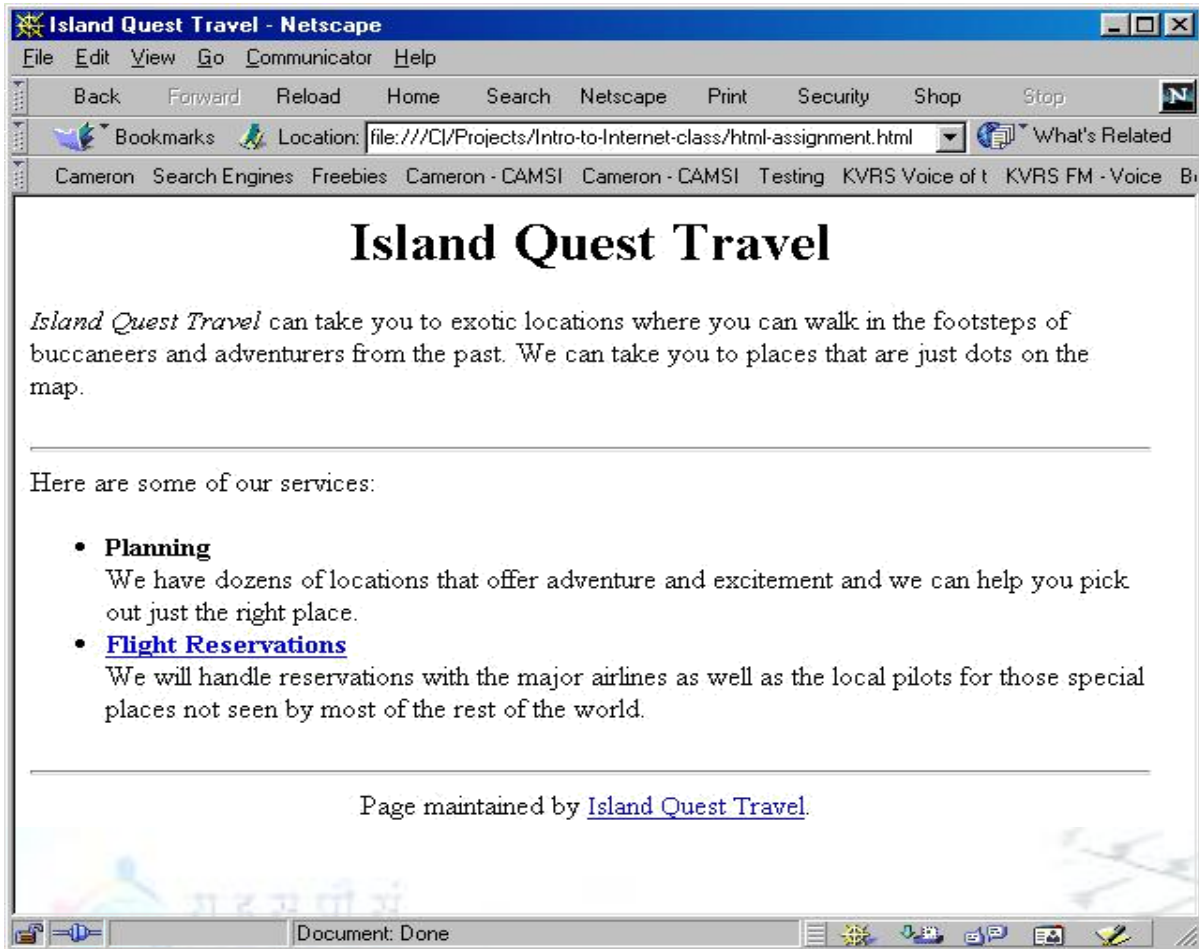 Island Quest Travel - Netscape
File Edit View Go Communicator Help
Back Forward Reload Home Search Netscape Print Security Shop Stop N
Bookmarks Location: file:///C|/Projects/Intro-to-Internet-class/html-assignment.html What's Related
Cameron Search Engines Freebies Cameron - CAMSI Cameron - CAMSI Testing KVRS Voice of t KVRS FM - Voice
Island Quest Travel
Island Quest Travel can take you to exotic locations where you can walk in the footsteps of
buccaneers and adventurers from the past. We can take you to places that are just dots on the
map.
Here are some of our services:
• Planning
We have dozens of locations that offer adventure and excitement and we can help you pick
out just the right place.
• Flight Reservations
We will handle reservations with the major airlines as well as the local pilots for those special
places not seen by most of the rest of the world.
Page maintained by Island Quest Travel.
Document: Done